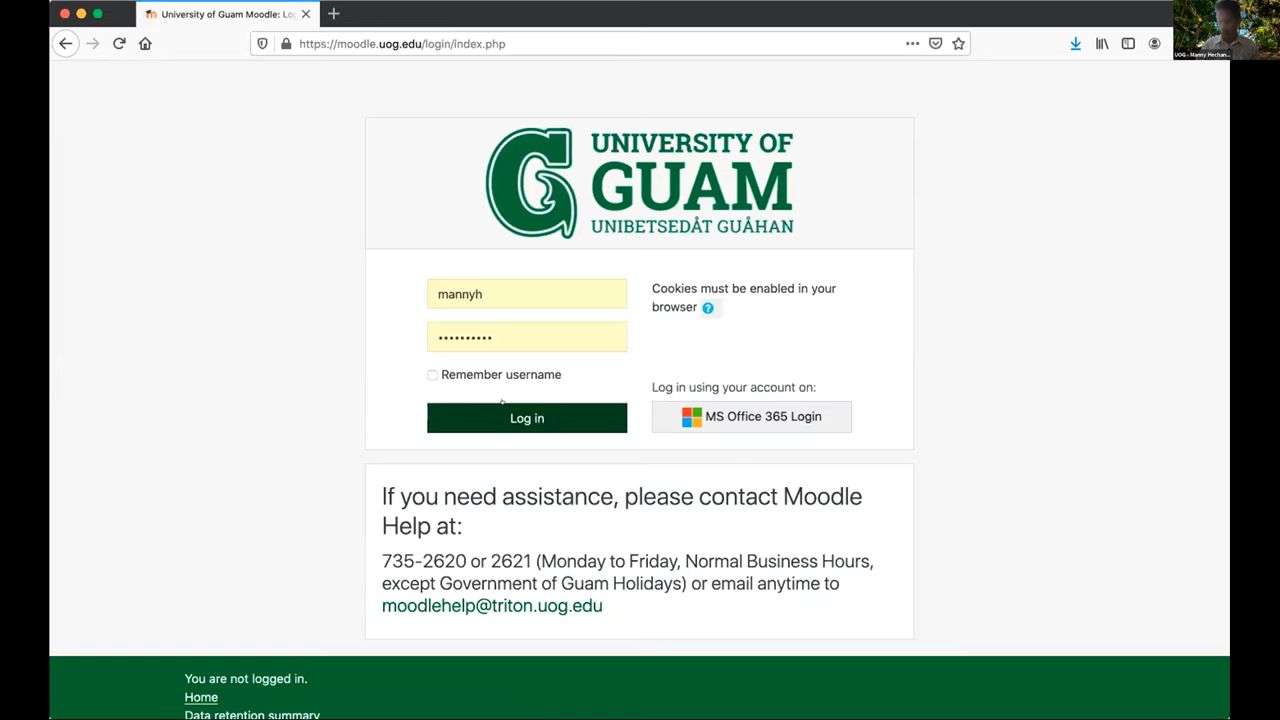 University of Guam Moodle: Log
https://moodle.uog.edu/login/index.php
UOG - Manny Hechan...
UNIVERSITY OF
GUAM
UNIBETSEDÅT GUÅHAN
mannyh
Cookies must be enabled in your
browser
Remember username
Log in using your account on:
Log in
MS Office 365 Login
If you need assistance, please contact Moodle
Help at:
735-2620 or 2621 (Monday to Friday, Normal Business Hours,
except Government of Guam Holidays) or email anytime to
moodlehelp@triton.uog.edu
You are not logged in.
Home
Data retention summary